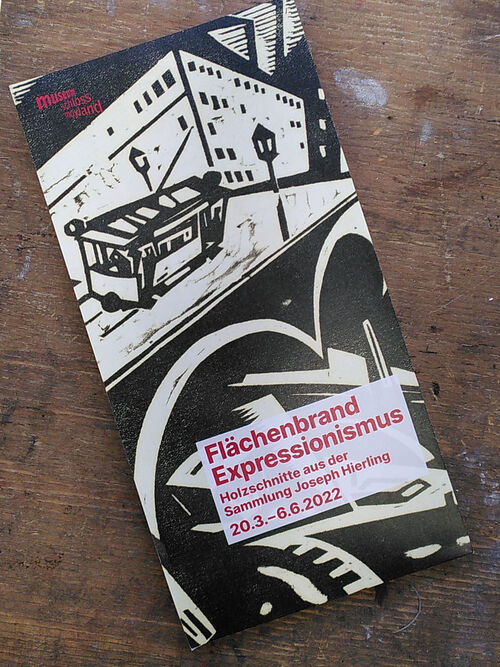 museum
schloss
moyland
Flächenbrand
Expressionismus
Holzschnitte aus der
Sammlung Joseph Hierling
20.3.–6.6.2022